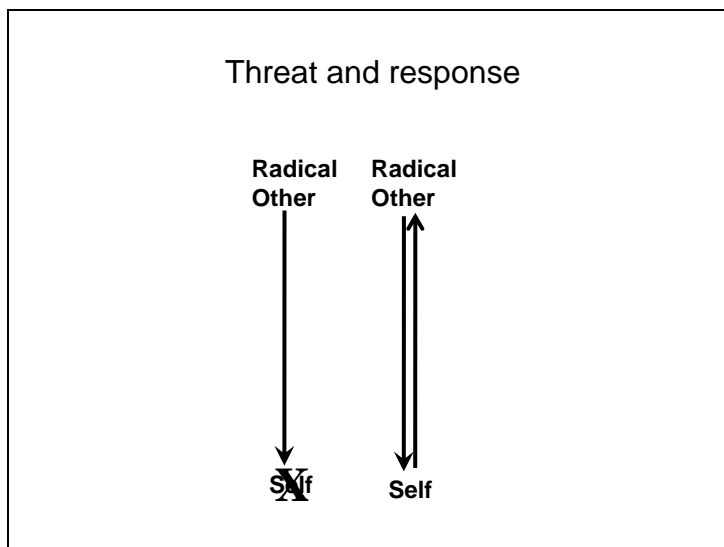 Threat and response
Radical
Other
Radical
Other
Self
X
Self